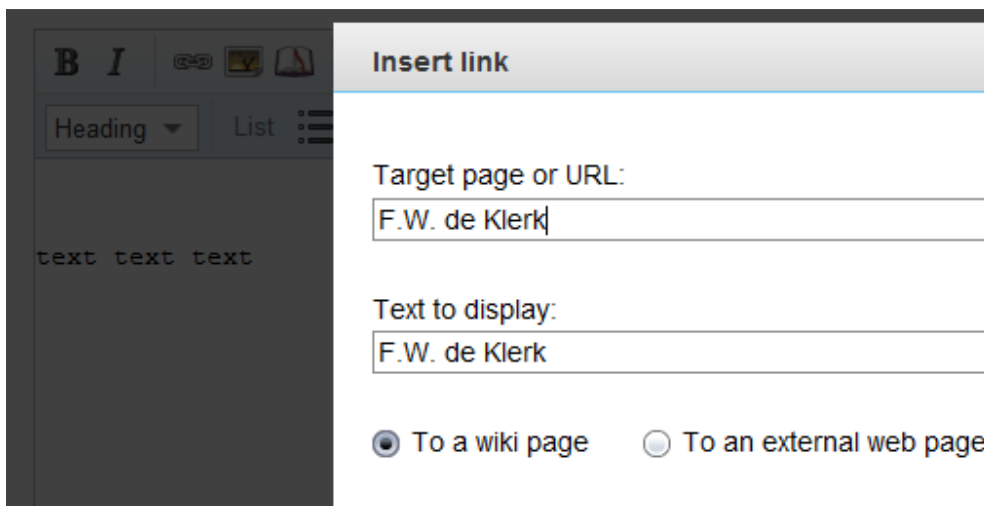 B I
Heading List
text text text
Insert link
Target page or URL:
F.W. de Klerk
Text to display:
F.W. de Klerk
To a wiki page To an external web page